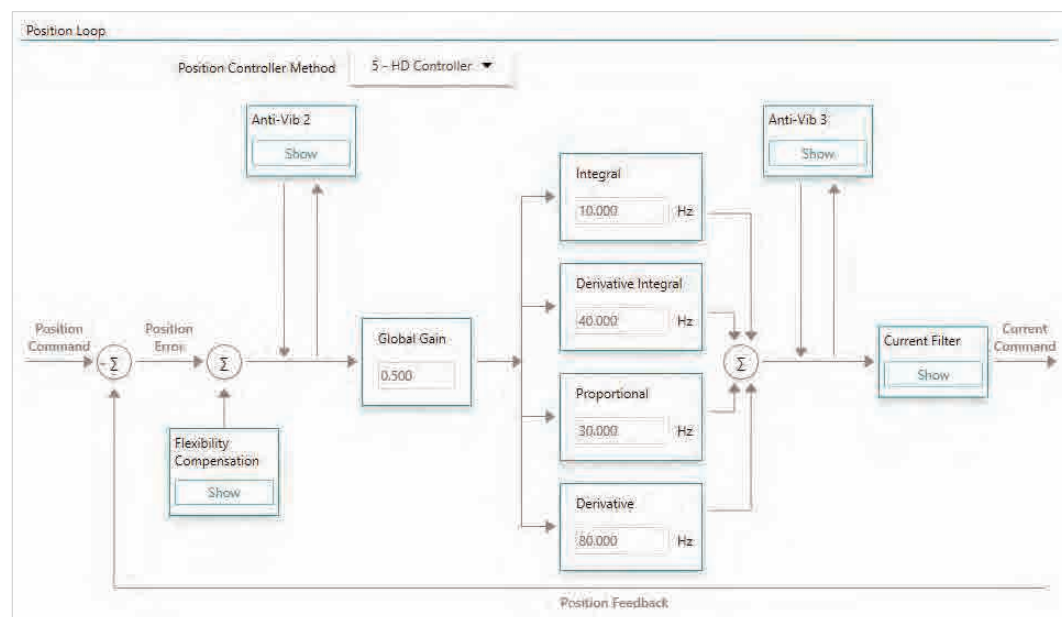 Position Loop
Position Controller Method
5 - HD Controller
Anti-Vib 2
Show
Anti-Vib 3
Show
Integral
10.000 Hz
Derivative Integral
40.000 Hz
Position
Command
Position
Error
-Σ
Σ
Global Gain
0.500
Σ
Current Filter
Show
Current
Command
Proportional
30.000 Hz
Flexibility
Compensation
Show
Derivative
80.000 Hz
Position Feedback